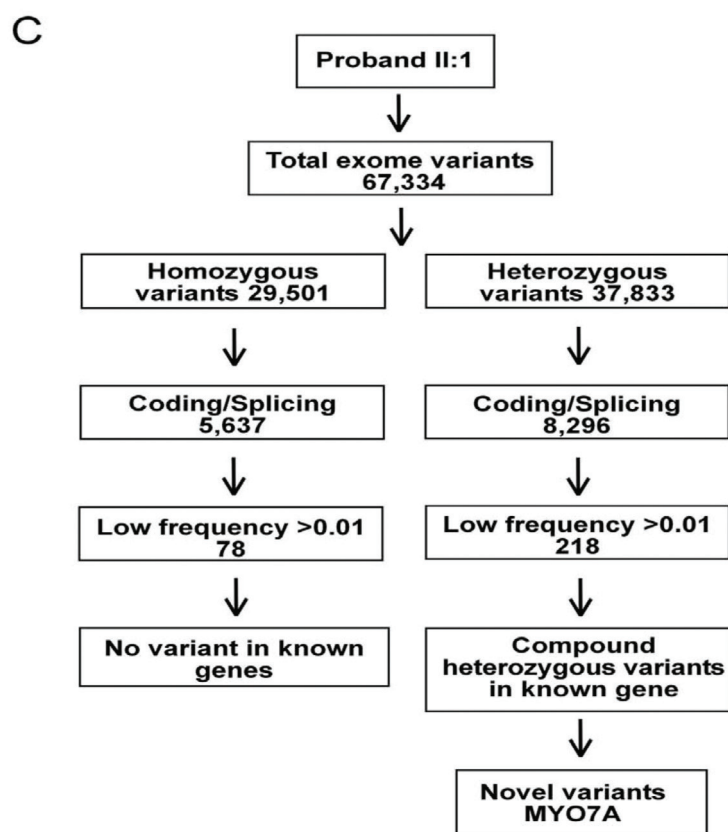 C
Proband II:1
Total exome variants
67,334
Homozygous
variants 29,501
Heterozygous
variants 37,833
Coding/Splicing
5,637
Coding/Splicing
8,296
Low frequency >0.01
78
Low frequency >0.01
218
No variant in known
genes
Compound
heterozygous variants
in known gene
Novel variants
MYO7A